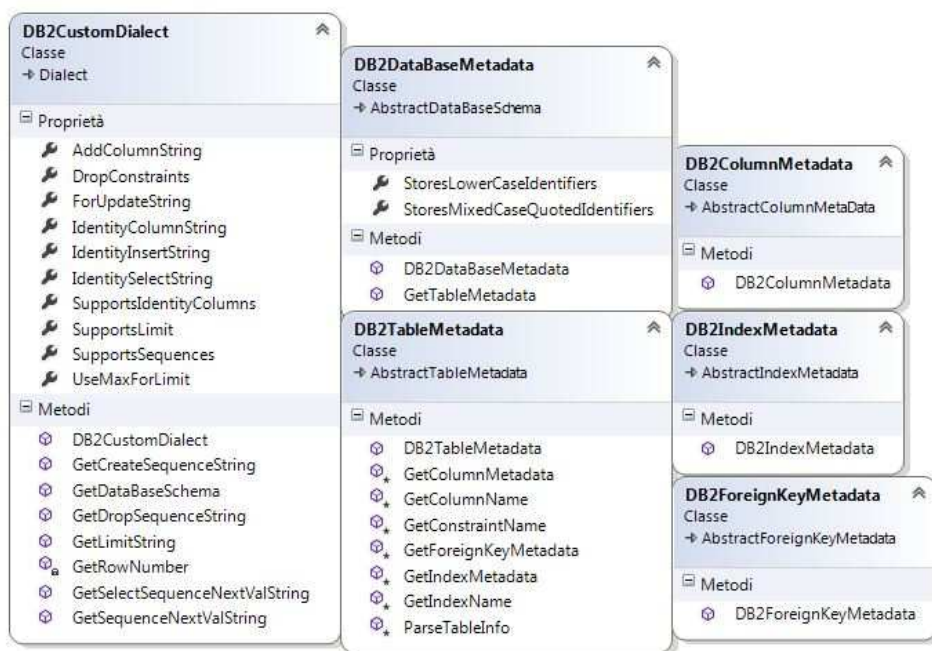 DB2CustomDialect
Classe
Dialect
Proprietà
AddColumnString
DropConstraints
ForUpdateString
IdentityColumnString
IdentityInsertString
IdentitySelectString
SupportsIdentityColumns
SupportsLimit
SupportsSequences
UseMaxForLimit
Metodi
DB2CustomDialect
GetCreateSequenceString
GetDataBaseSchema
GetDropSequenceString
GetLimitString
GetRowNumber
GetSelectSequenceNextValString
GetSequenceNextValString
DB2DataBaseMetadata
Classe
AbstractDataBaseSchema
Proprietà
StoresLowerCaseIdentifiers
StoresMixedCaseQuotedIdentifiers
Metodi
DB2DataBaseMetadata
GetTableMetadata
DB2TableMetadata
Classe
AbstractTableMetadata
Metodi
DB2TableMetadata
GetColumnMetadata
GetColumnName
GetConstraintName
GetForeignKeyMetadata
GetIndexMetadata
GetIndexName
ParseTableInfo
DB2ColumnMetadata
Classe
AbstractColumnMetaData
Metodi
DB2ColumnMetadata
DB2IndexMetadata
Classe
AbstractIndexMetadata
Metodi
DB2IndexMetadata
DB2ForeignKeyMetadata
Classe
AbstractForeignKeyMetadata
Metodi
DB2ForeignKeyMetadata